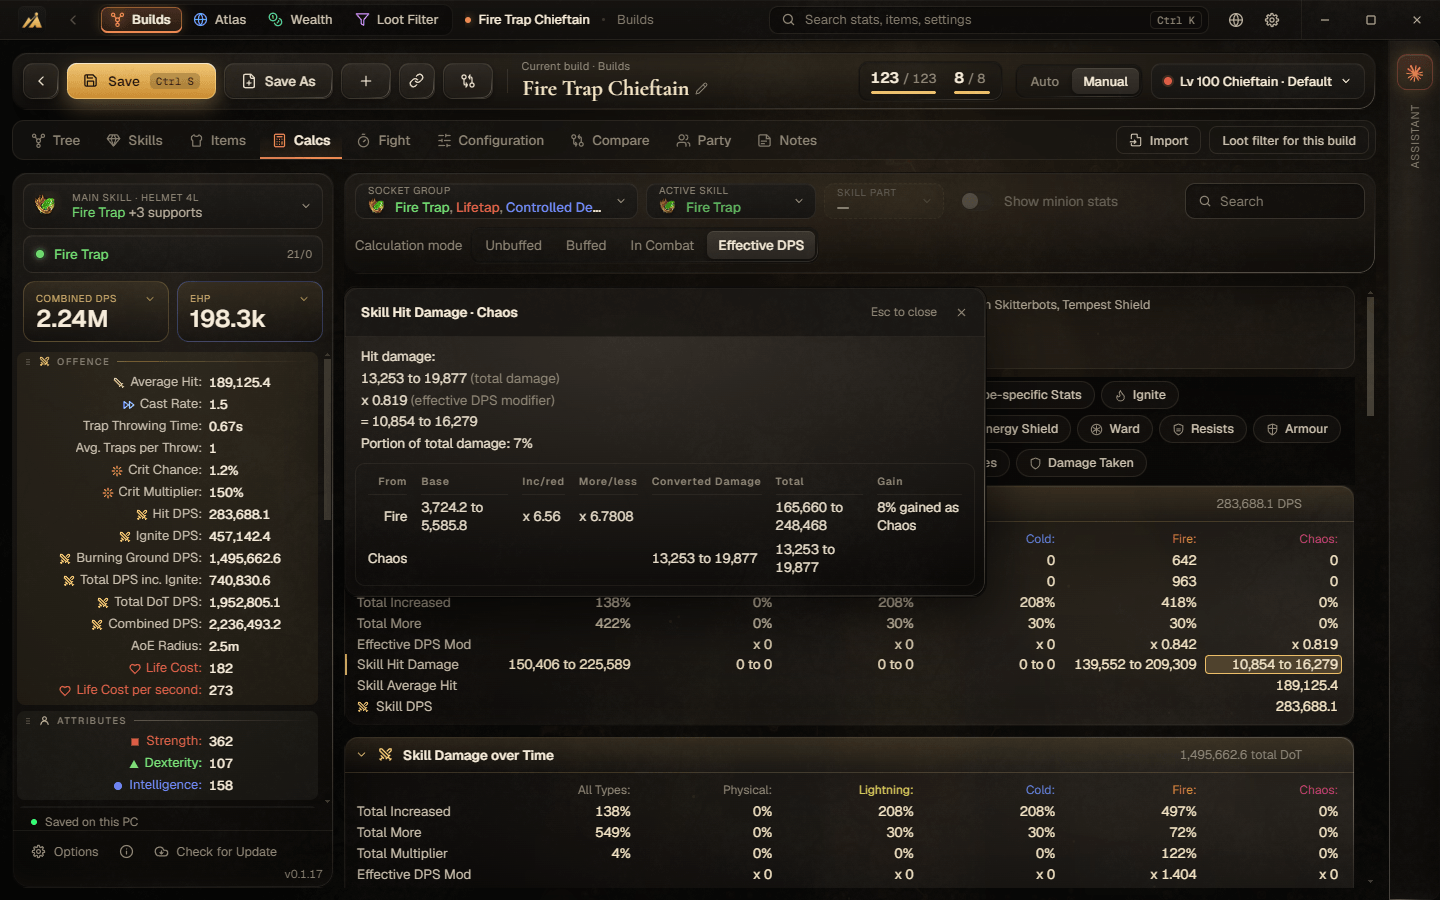 Builds
Atlas
Wealth
Loot Filter
Fire Trap Chieftain · Builds
Search stats, items, settings
Ctrl K
Save Ctrl S
Save As
Current build · Builds
Fire Trap Chieftain
123 / 123
8 / 8
Auto
Manual
Lv 100 Chieftain · Default
ASSISTANT
Tree
Skills
Items
Calcs
Fight
Configuration
Compare
Party
Notes
Import
Loot filter for this build
MAIN SKILL · HELMET 4L
Fire Trap +3 supports
Fire Trap 21/0
COMBINED DPS
2.24M
EHP
198.3k
OFFENCE
Average Hit: 189,125.4
Cast Rate: 1.5
Trap Throwing Time: 0.67s
Avg. Traps per Throw: 1
Crit Chance: 1.2%
Crit Multiplier: 150%
Hit DPS: 283,688.1
Ignite DPS: 457,142.4
Burning Ground DPS: 1,495,662.6
Total DPS inc. Ignite: 740,830.6
Total DoT DPS: 1,952,805.1
Combined DPS: 2,236,493.2
AoE Radius: 2.5m
Life Cost: 182
Life Cost per second: 273
ATTRIBUTES
Strength: 362
Dexterity: 107
Intelligence: 158
Saved on this PC
Options
Check for Update
v0.1.17
SOCKET GROUP
Fire Trap, Lifetap, Controlled De...
ACTIVE SKILL
Fire Trap
SKILL PART
—
Show minion stats
Search
Calculation mode
Unbuffed
Buffed
In Combat
Effective DPS
Skitterbots, Tempest Shield
Skill Hit Damage · Chaos
Esc to close
Hit damage:
13,253 to 19,877 (total damage)
x 0.819 (effective DPS modifier)
= 10,854 to 16,279
Portion of total damage: 7%
From Base Inc/red More/less Converted Damage Total Gain
Fire 3,724.2 to 5,585.8 x 6.56 x 6.7808 165,660 to 248,468 8% gained as Chaos
Chaos 13,253 to 19,877 13,253 to 19,877
pe-specific Stats
Ignite
nergy Shield
Ward
Resists
Armour
es
Damage Taken
283,688.1 DPS
Cold: Fire: Chaos:
0 642 0
0 963 0
Total Increased 138% 0% 208% 208% 418% 0%
Total More 422% 0% 30% 30% 30% 0%
Effective DPS Mod x 0 x 0 x 0 x 0.842 x 0.819
Skill Hit Damage 150,406 to 225,589 0 to 0 0 to 0 0 to 0 139,552 to 209,309 10,854 to 16,279
Skill Average Hit 189,125.4
Skill DPS 283,688.1
Skill Damage over Time 1,495,662.6 total DoT
All Types: Physical: Lightning: Cold: Fire: Chaos:
Total Increased 138% 0% 208% 208% 497% 0%
Total More 549% 0% 30% 30% 72% 0%
Total Multiplier 4% 0% 0% 0% 122% 0%
Effective DPS Mod x 0 x 0 x 0 x 1.404 x 0